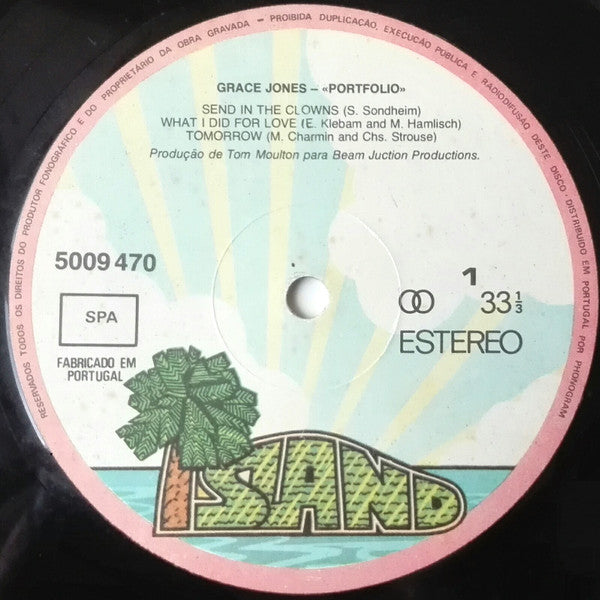 RESERVADOS TODOS OS DIREITOS DO PRODUTOR FONOGRÁFICO E DO PROPRIETÁRIO DA OBRA GRAVADA – PROIBIDA DUPLICAÇÃO, EXECUÇÃO PÚBLICA E RADIODIFUSÃO DESTE DISCO · DISTRIBUIDO EM PORTUGAL POR PHONOGRAM
GRACE JONES – «PORTFOLIO»
SEND IN THE CLOWNS (S. Sondheim)
WHAT I DID FOR LOVE (E. Klebam and M. Hamlisch)
TOMORROW (M. Charmin and Chs. Strouse)
Produção de Tom Moulton para Beam Juction Productions.
5009 470
SPA
FABRICADO EM
PORTUGAL
1
33 1/3
ESTEREO
ISLAND